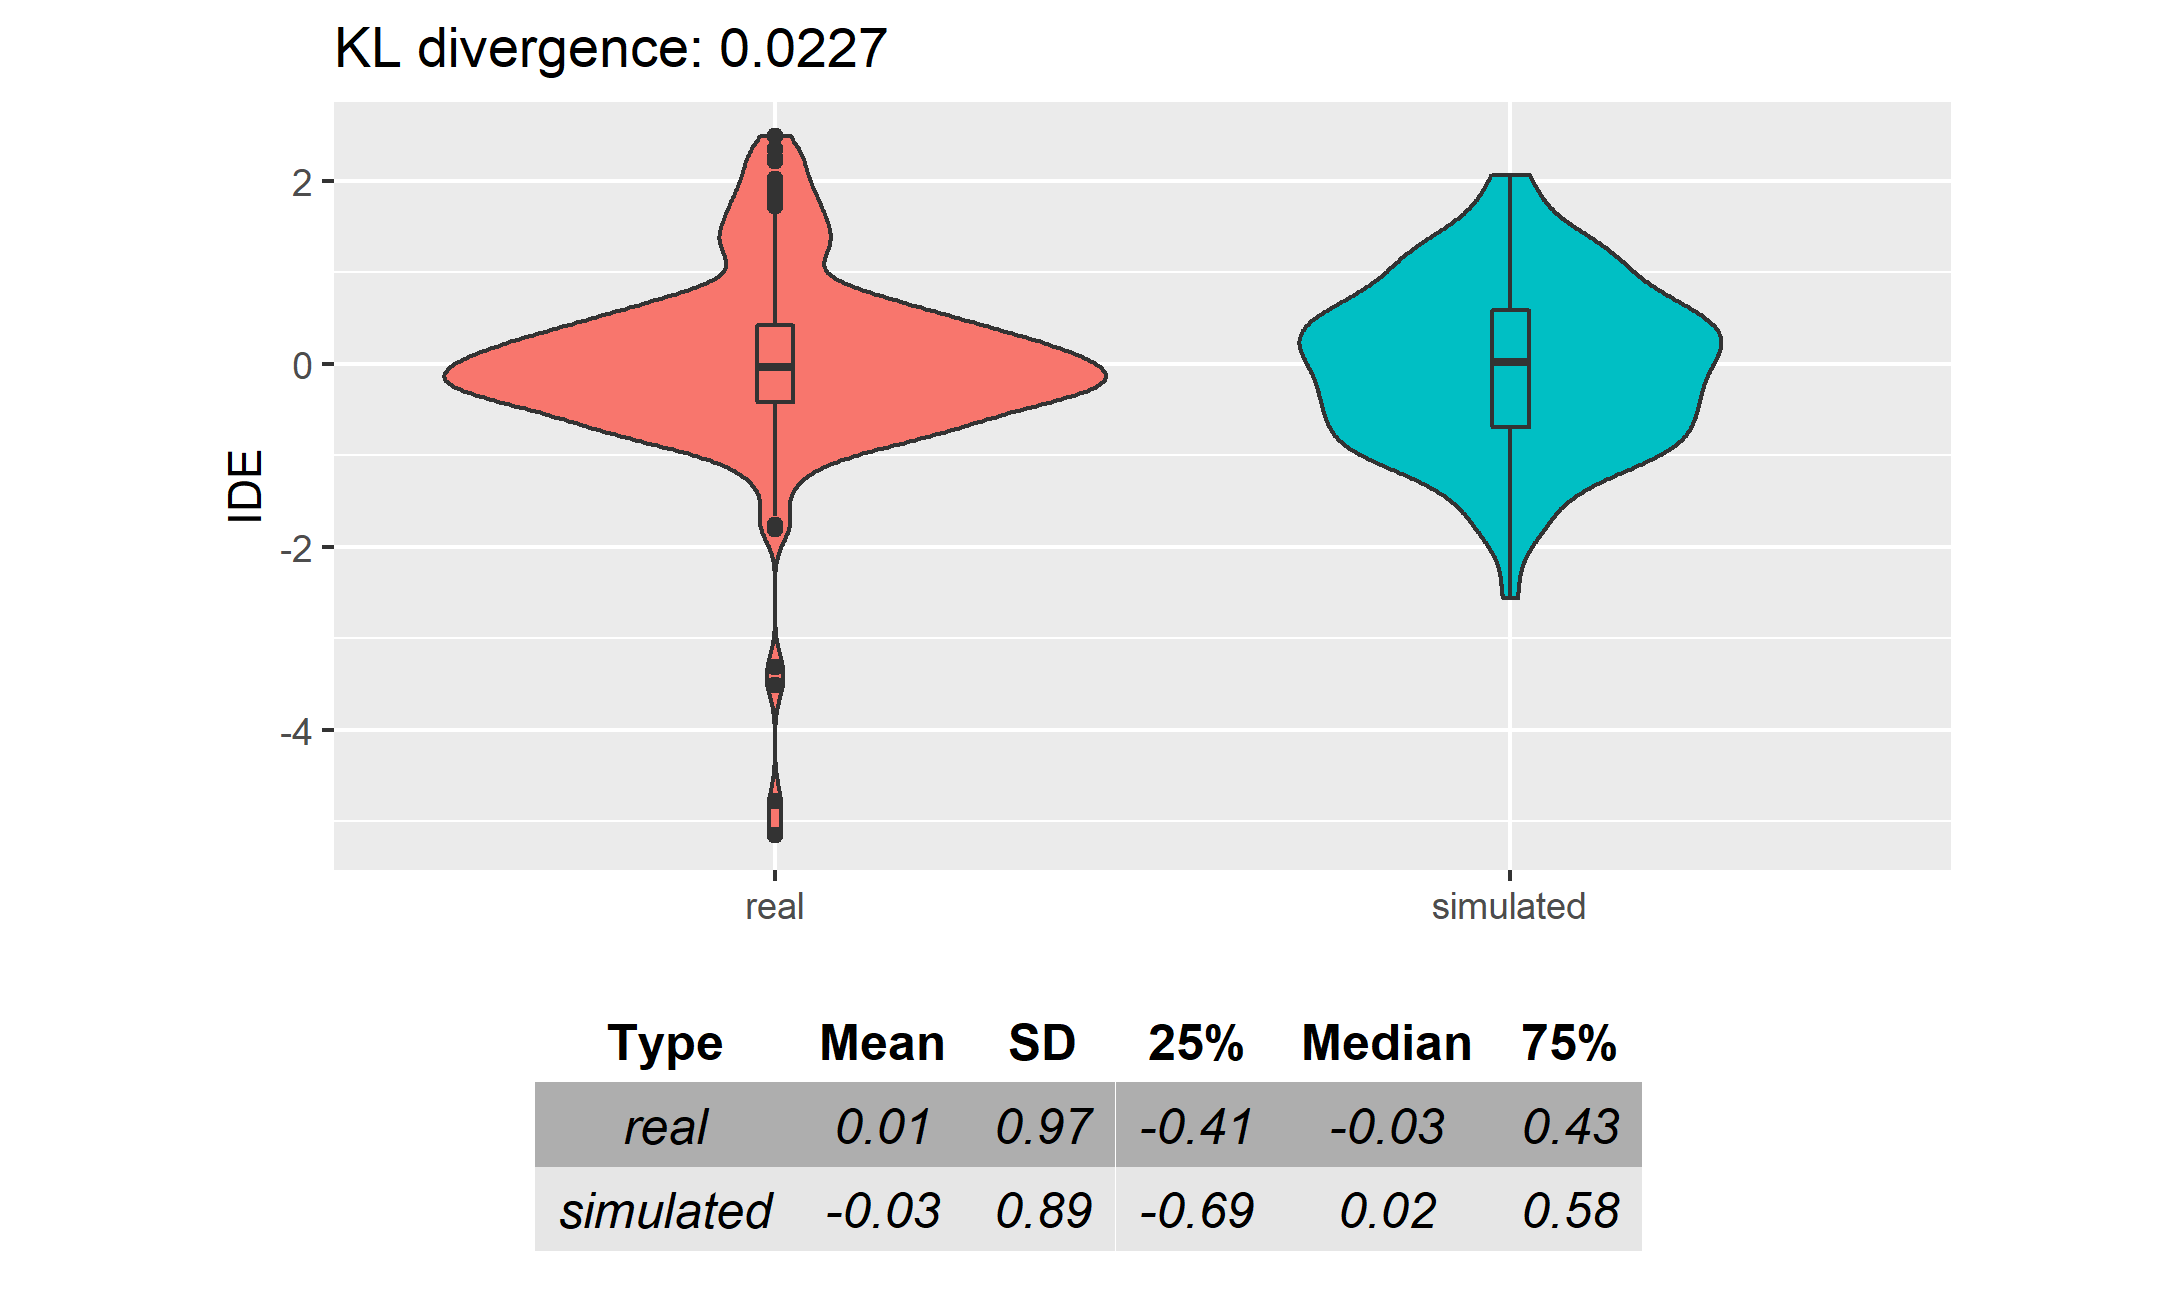 KL divergence: 0.0227
2
0
-2
-4
IDE
real simulated
Type Mean SD 25% Median 75%
real 0.01 0.97 -0.41 -0.03 0.43
simulated -0.03 0.89 -0.69 0.02 0.58